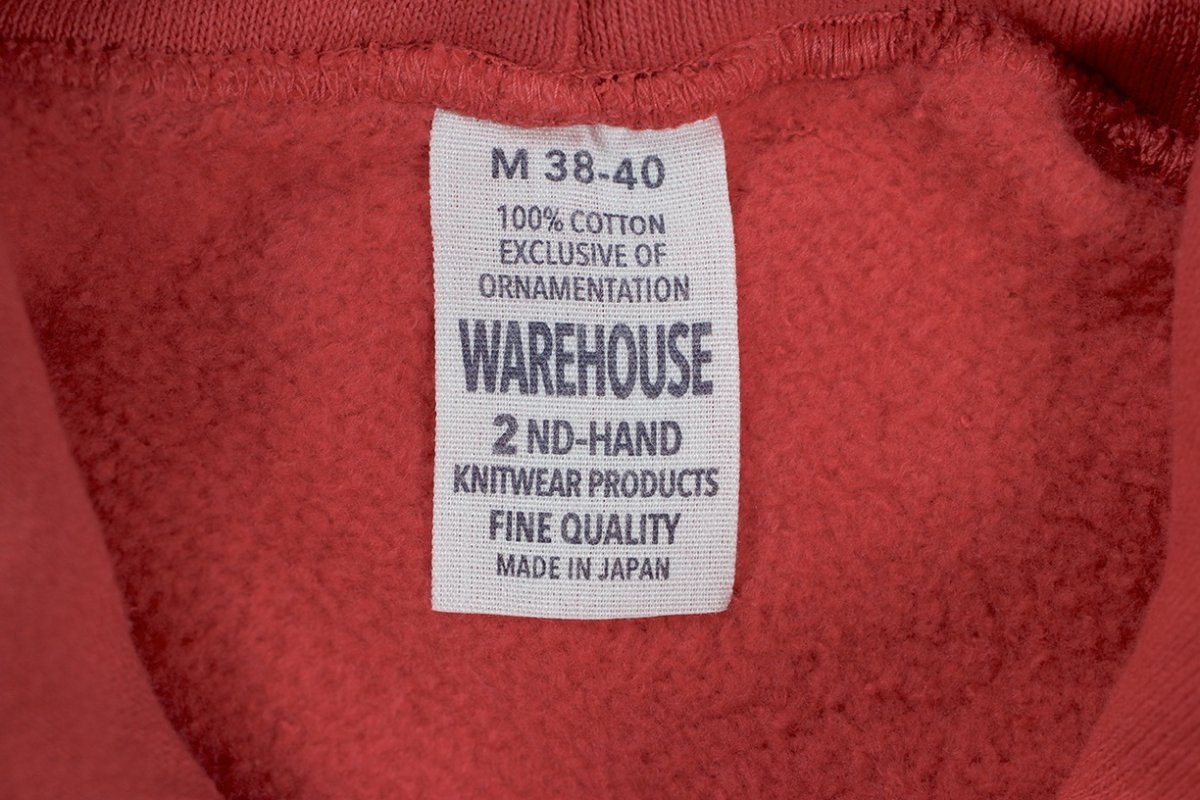 M 38-40
100% COTTON
EXCLUSIVE OF
ORNAMENTATION
WAREHOUSE
2 ND-HAND
KNITWEAR PRODUCTS
FINE QUALITY
MADE IN JAPAN